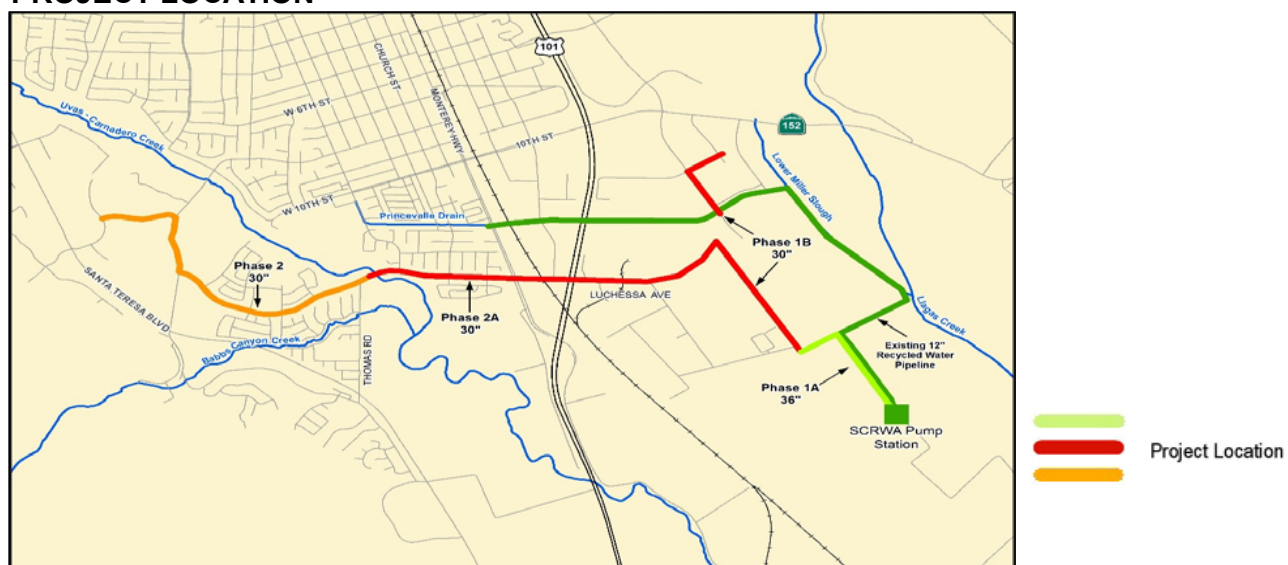 PROJECT LOCATION
101
CHURCH ST.
MONTEREY HWY
Uvas - Carnadero Creek
W 6TH ST
10TH ST
152
Lower Miller Slough
W 10TH ST
Princevalle Drain
Phase 1B
30"
Phase 2
30"
SANTA TERESA BLVD
LUCHESSA AVE
Phase 2A
30"
Llagas Creek
Babbs Canyon Creek
THOMAS RD
Existing 12"
Recycled Water
Pipeline
Phase 1A
36"
SCRWA Pump
Station
Project Location